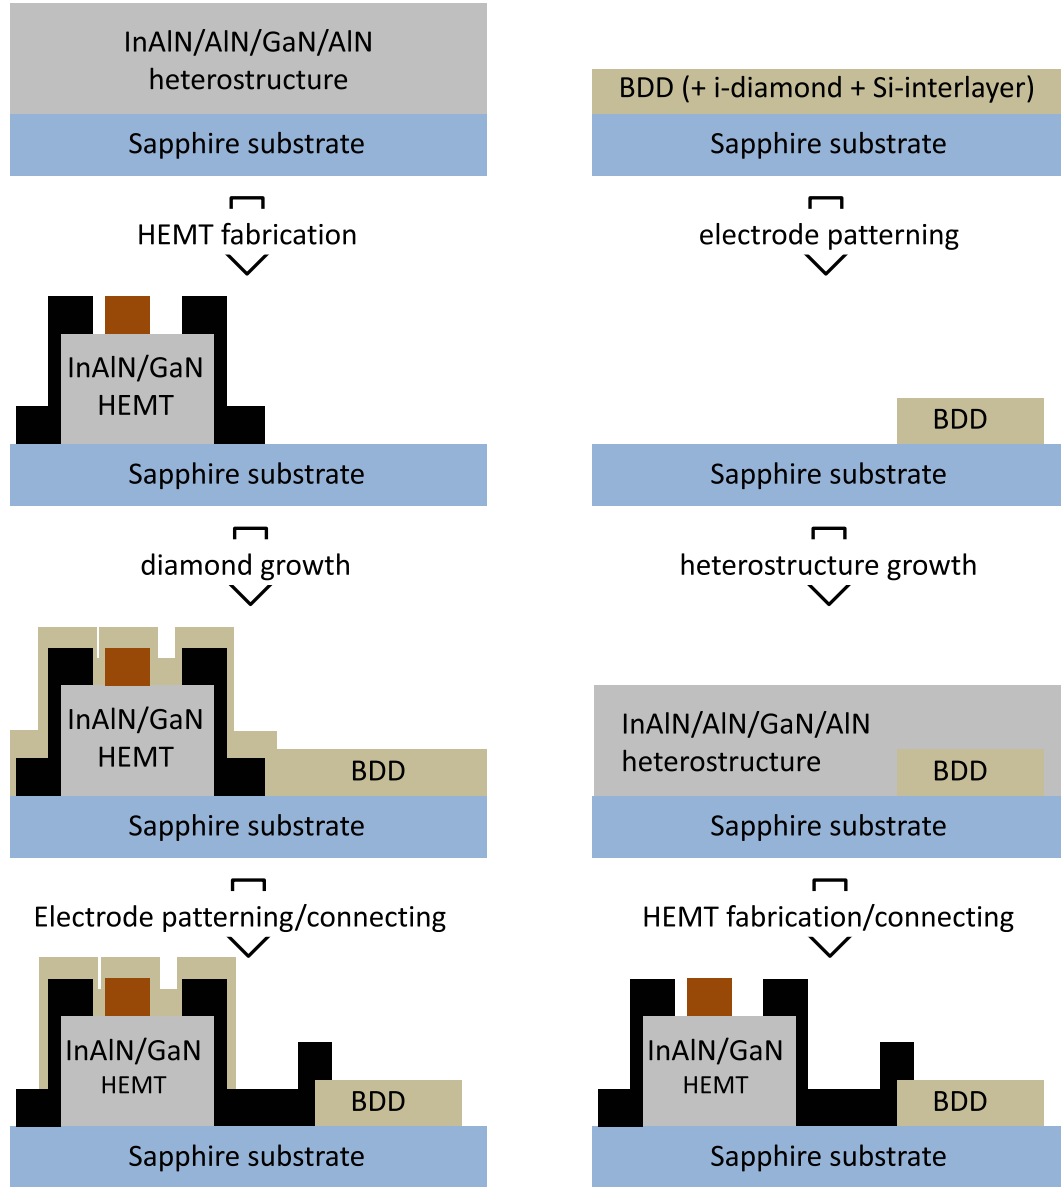 InAlN/AlN/GaN/AlN
heterostructure
Sapphire substrate
HEMT fabrication
InAlN/GaN
HEMT
Sapphire substrate
diamond growth
InAlN/GaN
HEMT
BDD
Sapphire substrate
Electrode patterning/connecting
InAlN/GaN
HEMT
BDD
Sapphire substrate
BDD (+ i-diamond + Si-interlayer)
Sapphire substrate
electrode patterning
BDD
Sapphire substrate
heterostructure growth
InAlN/AlN/GaN/AlN
heterostructure
BDD
Sapphire substrate
HEMT fabrication/connecting
InAlN/GaN
HEMT
BDD
Sapphire substrate